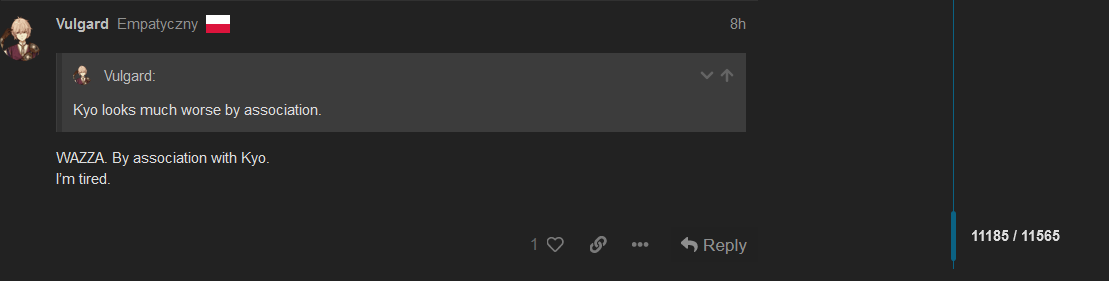 Vulgard Empatyczny 8h
Vulgard:
Kyo looks much worse by association.
WAZZA. By association with Kyo.
I'm tired.
1 Reply
11185 / 11565